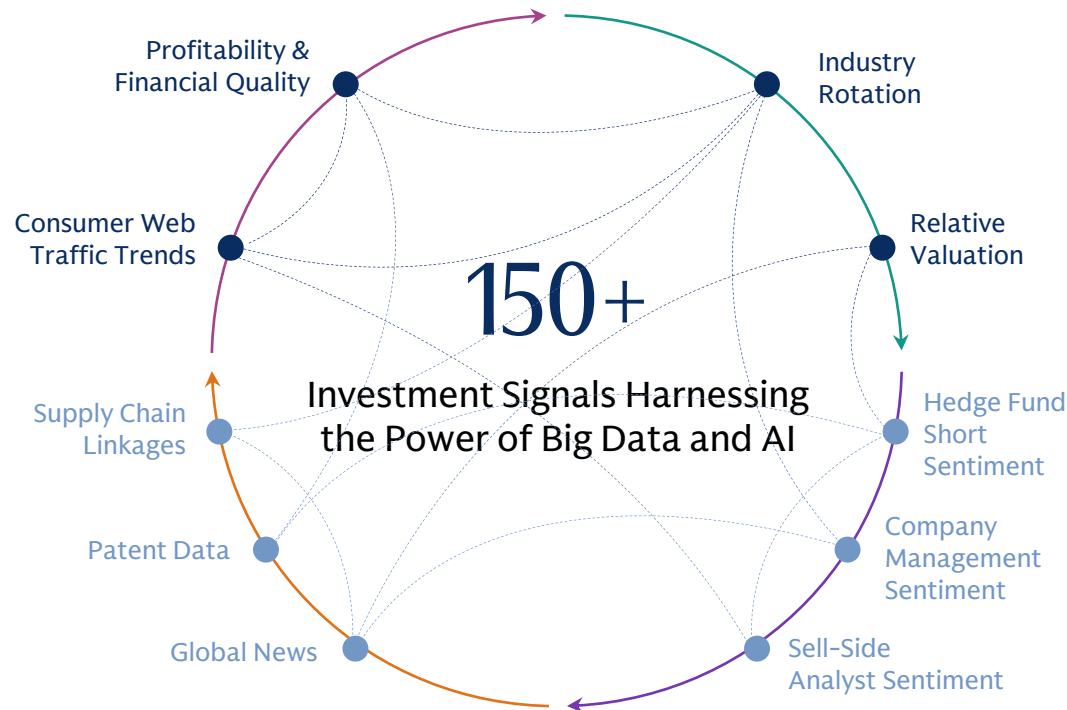 Profitability &
Financial Quality
Industry
Rotation
Consumer Web
Traffic Trends
Relative
Valuation
150+
Investment Signals Harnessing
the Power of Big Data and AI
Supply Chain
Linkages
Hedge Fund
Short
Sentiment
Patent Data
Company
Management
Sentiment
Global News
Sell-Side
Analyst Sentiment